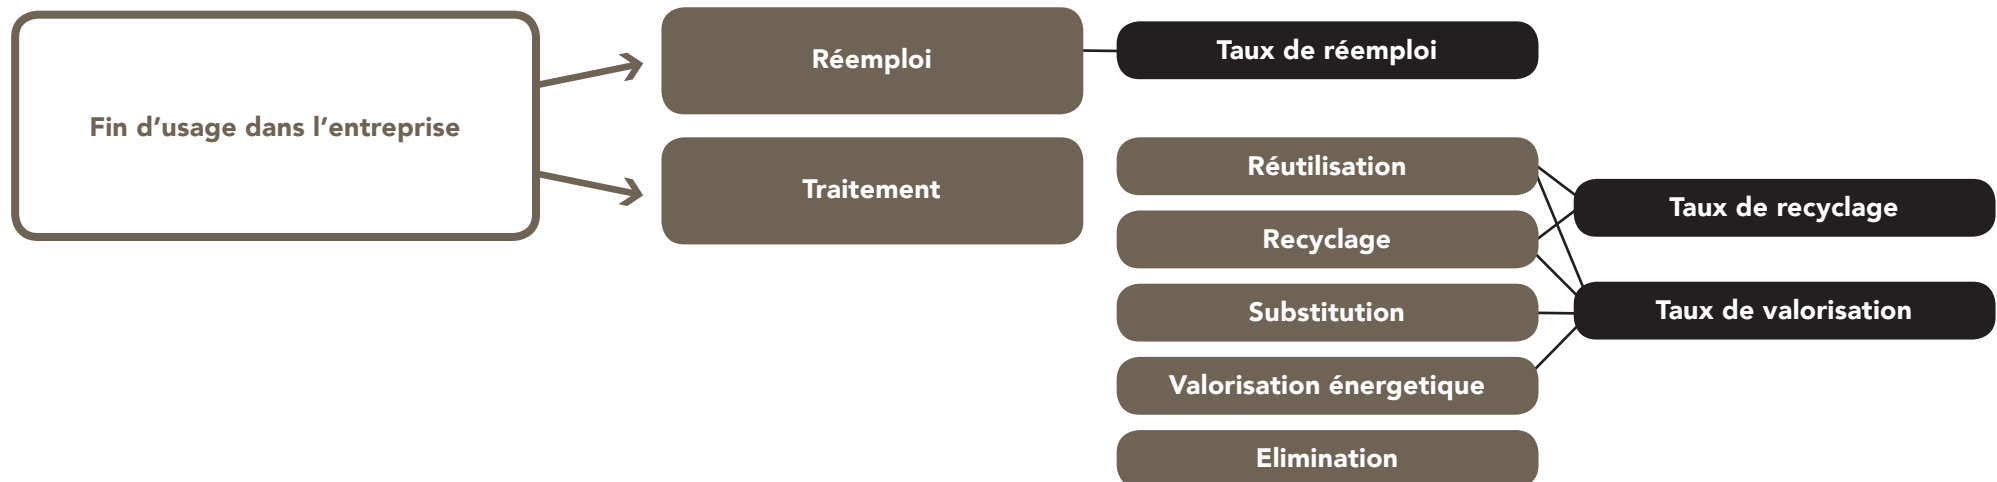 Fin d’usage dans l’entreprise
Réemploi
Taux de réemploi
Traitement
Réutilisation
Recyclage
Substitution
Valorisation énergetique
Elimination
Taux de recyclage
Taux de valorisation